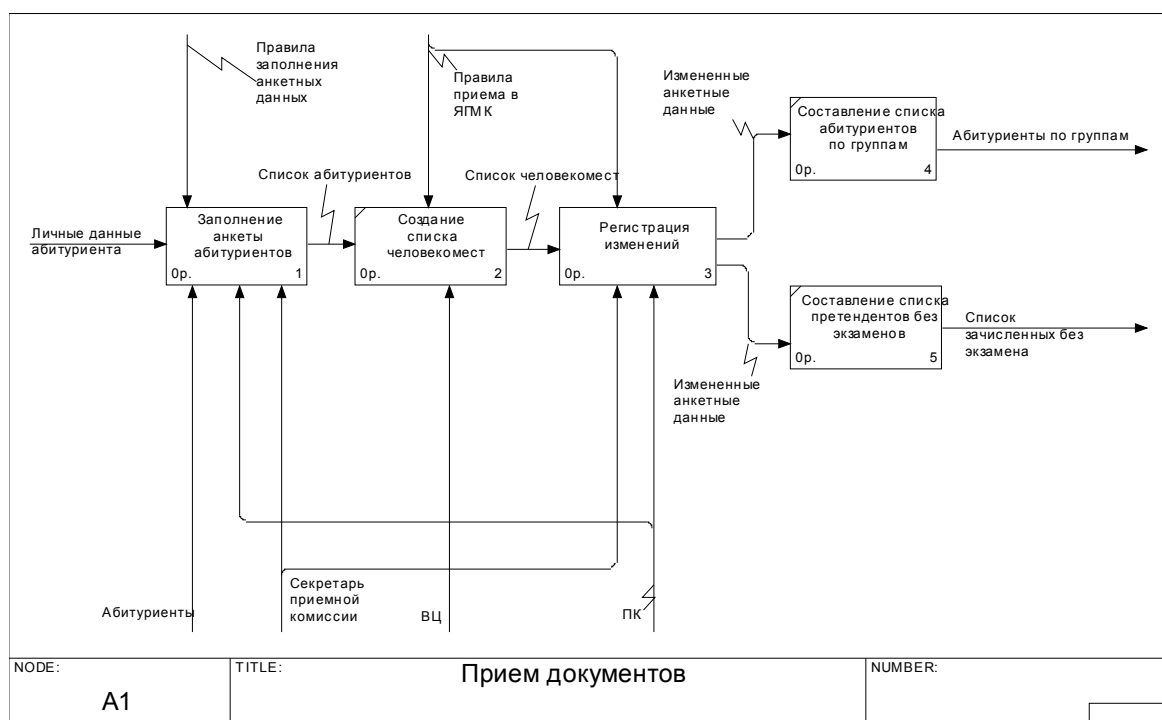 Правила
заполнения
анкетных
данных
Правила
приема в
ЯГМК
Измененные
анкетные
данные
Составление списка
абитуриентов
по группам
0р.
4
Абитуриенты по группам
Список абитуриентов
Список человекомест
Личные данные
абитуриента
Заполнение
анкеты
абитуриентов
0р.
1
Создание
списка
человекомест
0р.
2
Регистрация
изменений
0р.
3
Составление списка
претендентов без
экзаменов
0р.
5
Список
зачисленных без
экзамена
Измененные
анкетные
данные
Абитуриенты
Секретарь
приемной
комиссии
ВЦ
ПК
NODE:
A1
TITLE:
Прием документов
NUMBER: